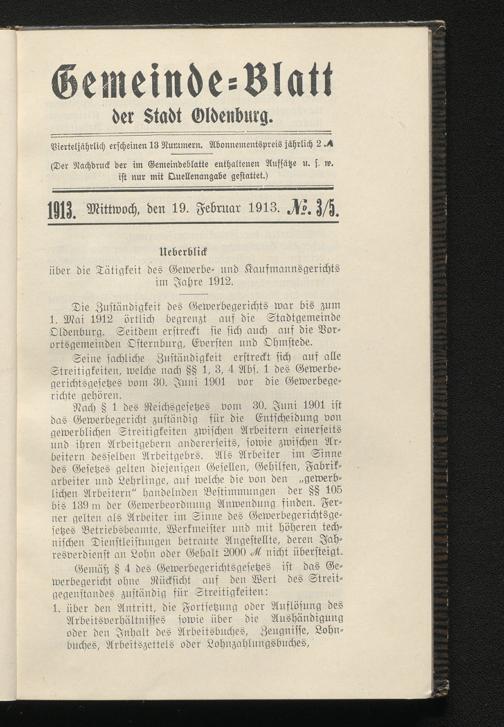 Gemeinde=Blatt
der Stadt Oldenburg.
Vierteljährlich erscheinen 13 Nummern. Abonnementspreis jährlich 2 ℳ
(Der Nachdruck der im Gemeindeblatte enthaltenen Aufsätze u. s. w.
ist nur mit Quellenangabe gestattet.)
1913. Mittwoch, den 19. Februar 1913. №. 3/5.
Ueberblick
über die Tätigkeit des Gewerbe- und Kaufmannsgerichts
im Jahre 1912.
Die Zuständigkeit des Gewerbegerichts war bis zum
1. Mai 1912 örtlich begrenzt auf die Stadtgemeinde
Oldenburg. Seitdem erstreckt sie sich auch auf die Vor-
ortsgemeinden Osternburg, Eversten und Ohmstede.
Seine sachliche Zuständigkeit erstreckt sich auf alle
Streitigkeiten, welche nach §§ 1, 3, 4 Abs. 1 des Gewerbe-
gerichtsgesetzes vom 30. Juni 1901 vor die Gewerbege-
richte gehören.
Nach § 1 des Reichsgesetzes vom 30. Juni 1901 ist
das Gewerbegericht zuständig für die Entscheidung von
gewerblichen Streitigkeiten zwischen Arbeitern einerseits
und ihren Arbeitgebern andererseits, sowie zwischen Ar-
beitern desselben Arbeitgebrs. Als Arbeiter im Sinne
des Gesetzes gelten diejenigen Gesellen, Gehilfen, Fabrik-
arbeiter und Lehrlinge, auf welche die von den „gewerb-
lichen Arbeitern“ handelnden Bestimmungen der §§ 105
bis 139 m der Gewerbeordnung Anwendung finden. Fer-
ner gelten als Arbeiter im Sinne des Gewerbegerichtsge-
setzes Betriebsbeamte, Werkmeister und mit höheren tech-
nischen Dienstleistungen betraute Angestellte, deren Jah-
resverdienst an Lohn oder Gehalt 2000 ℳ nicht übersteigt.
Gemäß § 4 des Gewerbegerichtsgesetzes ist das Ge-
werbegericht ohne Rücksicht auf den Wert des Streit-
gegenstandes zuständig für Streitigkeiten:
1. über den Antritt, die Fortsetzung oder Auflösung des
Arbeitsverhältnisses sowie über die Aushändigung
oder den Inhalt des Arbeitsbuches, Zeugnisse, Lohn-
buches, Arbeitszettels oder Lohnzahlungsbuches,